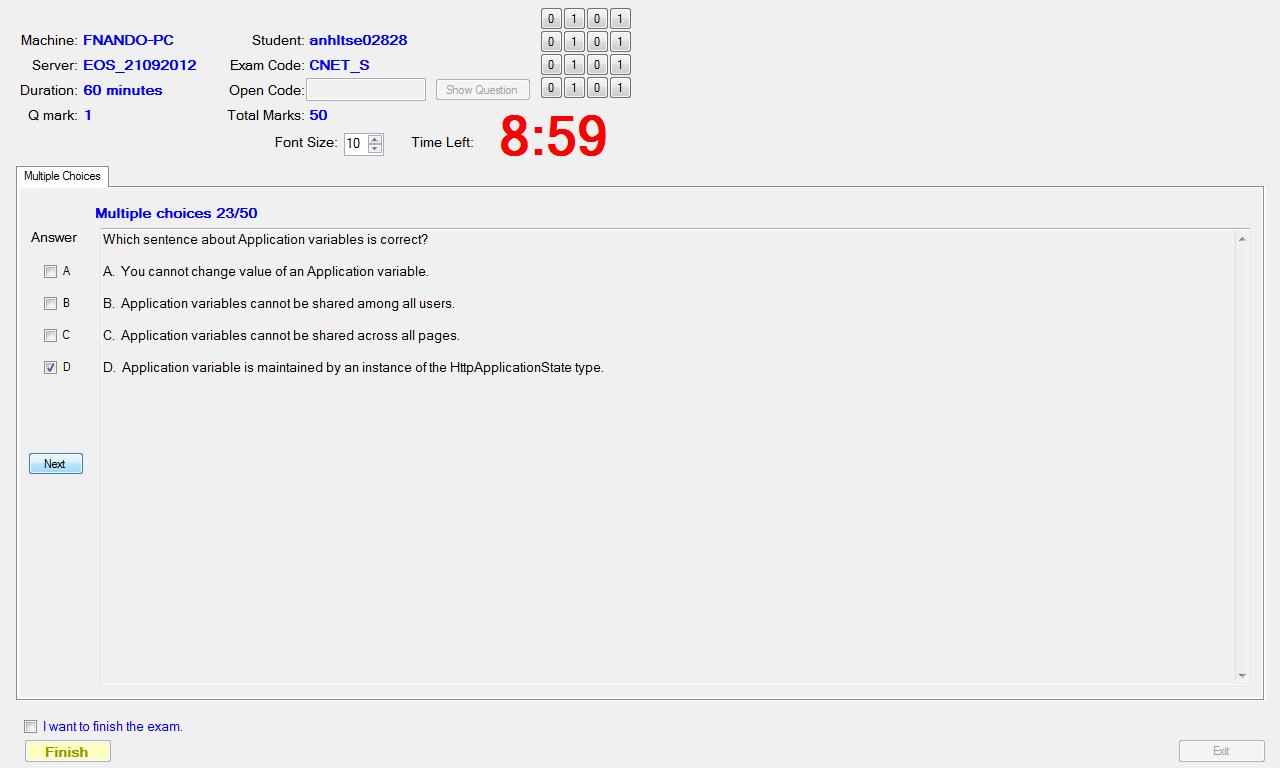 Machine: FNANDO-PC Student: anhltse02828
Server: EOS_21092012 Exam Code: CNET_S
Duration: 60 minutes Open Code: Show Question
Q mark: 1 Total Marks: 50
0 1 0 1
0 1 0 1
0 1 0 1
0 1 0 1
Font Size: 10 Time Left: 8:59
Multiple Choices
Multiple choices 23/50
Answer
Which sentence about Application variables is correct?
A A. You cannot change value of an Application variable.
B B. Application variables cannot be shared among all users.
C C. Application variables cannot be shared across all pages.
D D. Application variable is maintained by an instance of the HttpApplicationState type.
Next
I want to finish the exam.
Finish Exit